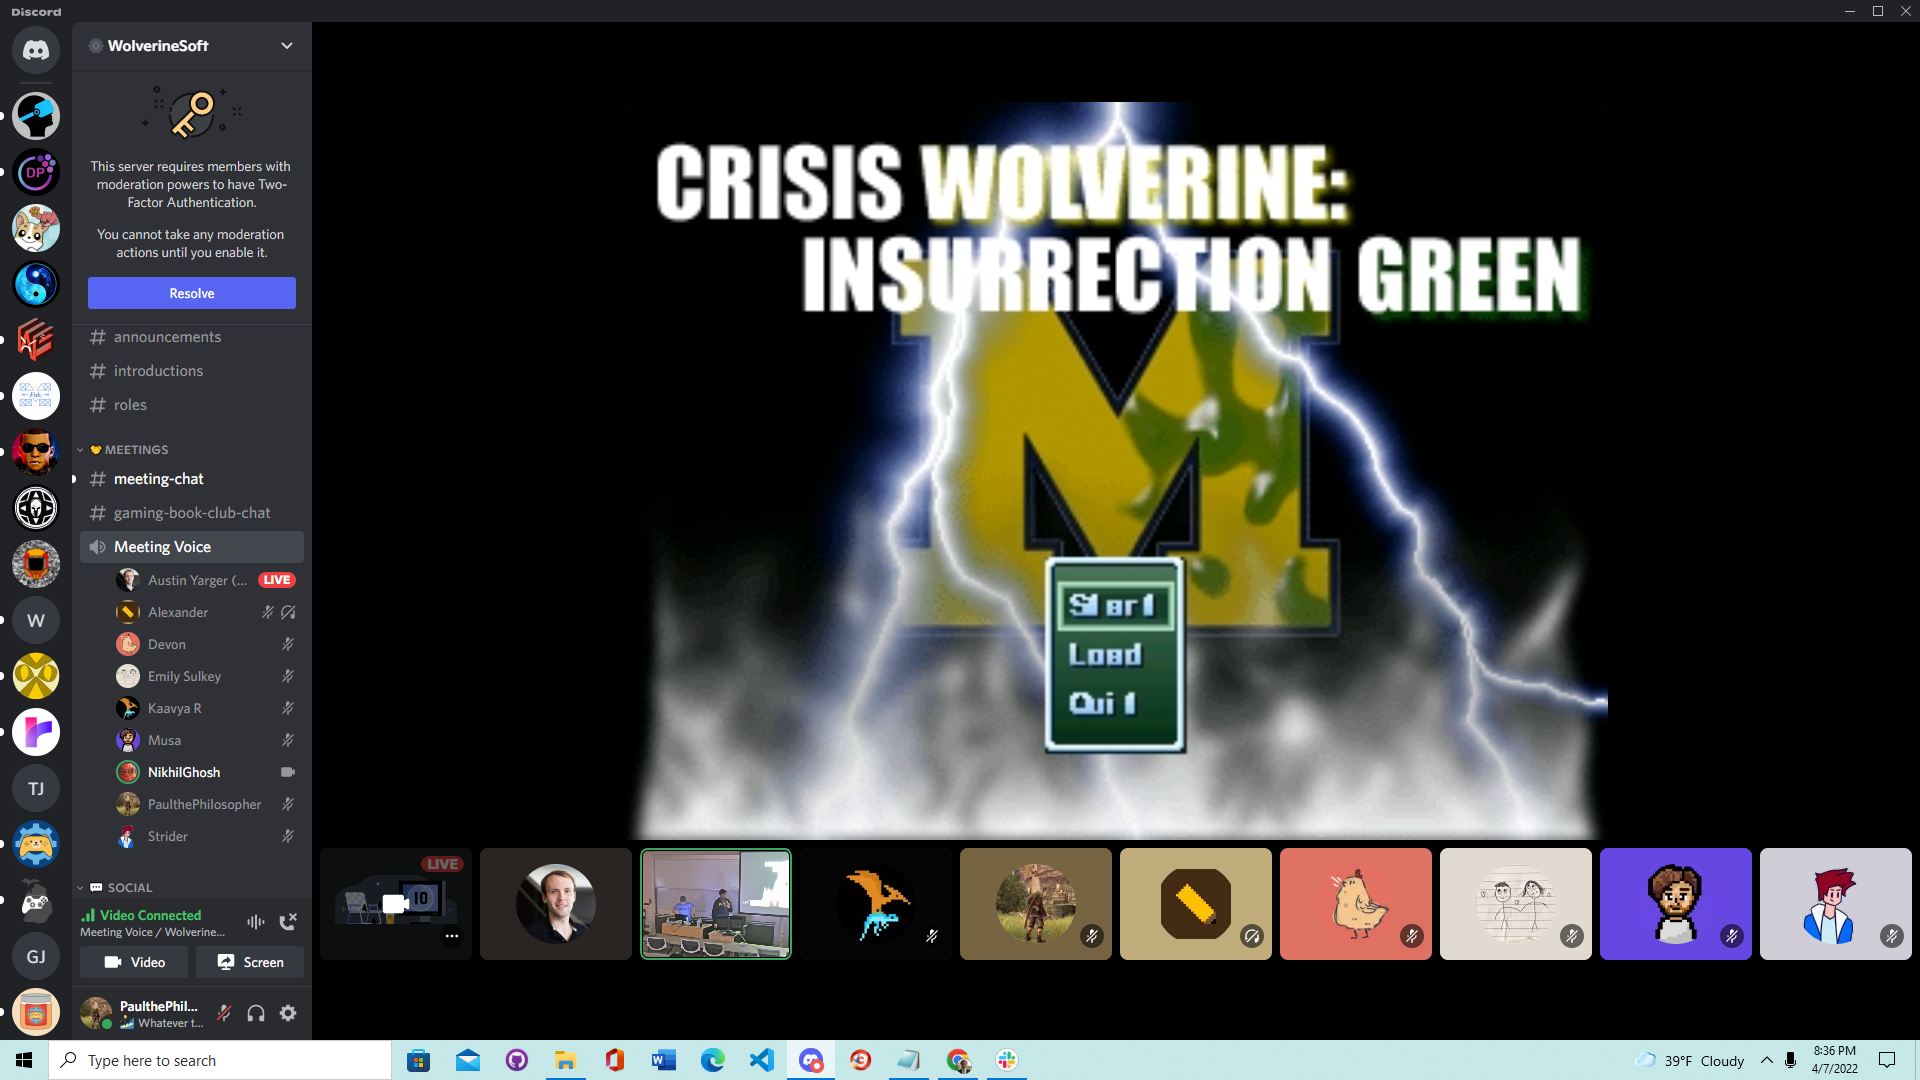 Discord
WolverineSoft
This server requires members with
moderation powers to have Two-
Factor Authentication.
You cannot take any moderation
actions until you enable it.
Resolve
announcements
introductions
roles
MEETINGS
meeting-chat
gaming-book-club-chat
Meeting Voice
Austin Yarger (... LIVE
Alexander
Devon
Emily Sulkey
Kaavya R
Musa
NikhilGhosh
PaulthePhilosopher
Strider
SOCIAL
Video Connected
Meeting Voice / Wolverine...
Video Screen
PaulthePhil...
Whatever t...
DP
W
TJ
GJ
CRISIS WOLVERINE:
INSURRECTION GREEN
M
Start
Load
Quit
LIVE
Type here to search
39°F Cloudy
8:36 PM
4/7/2022